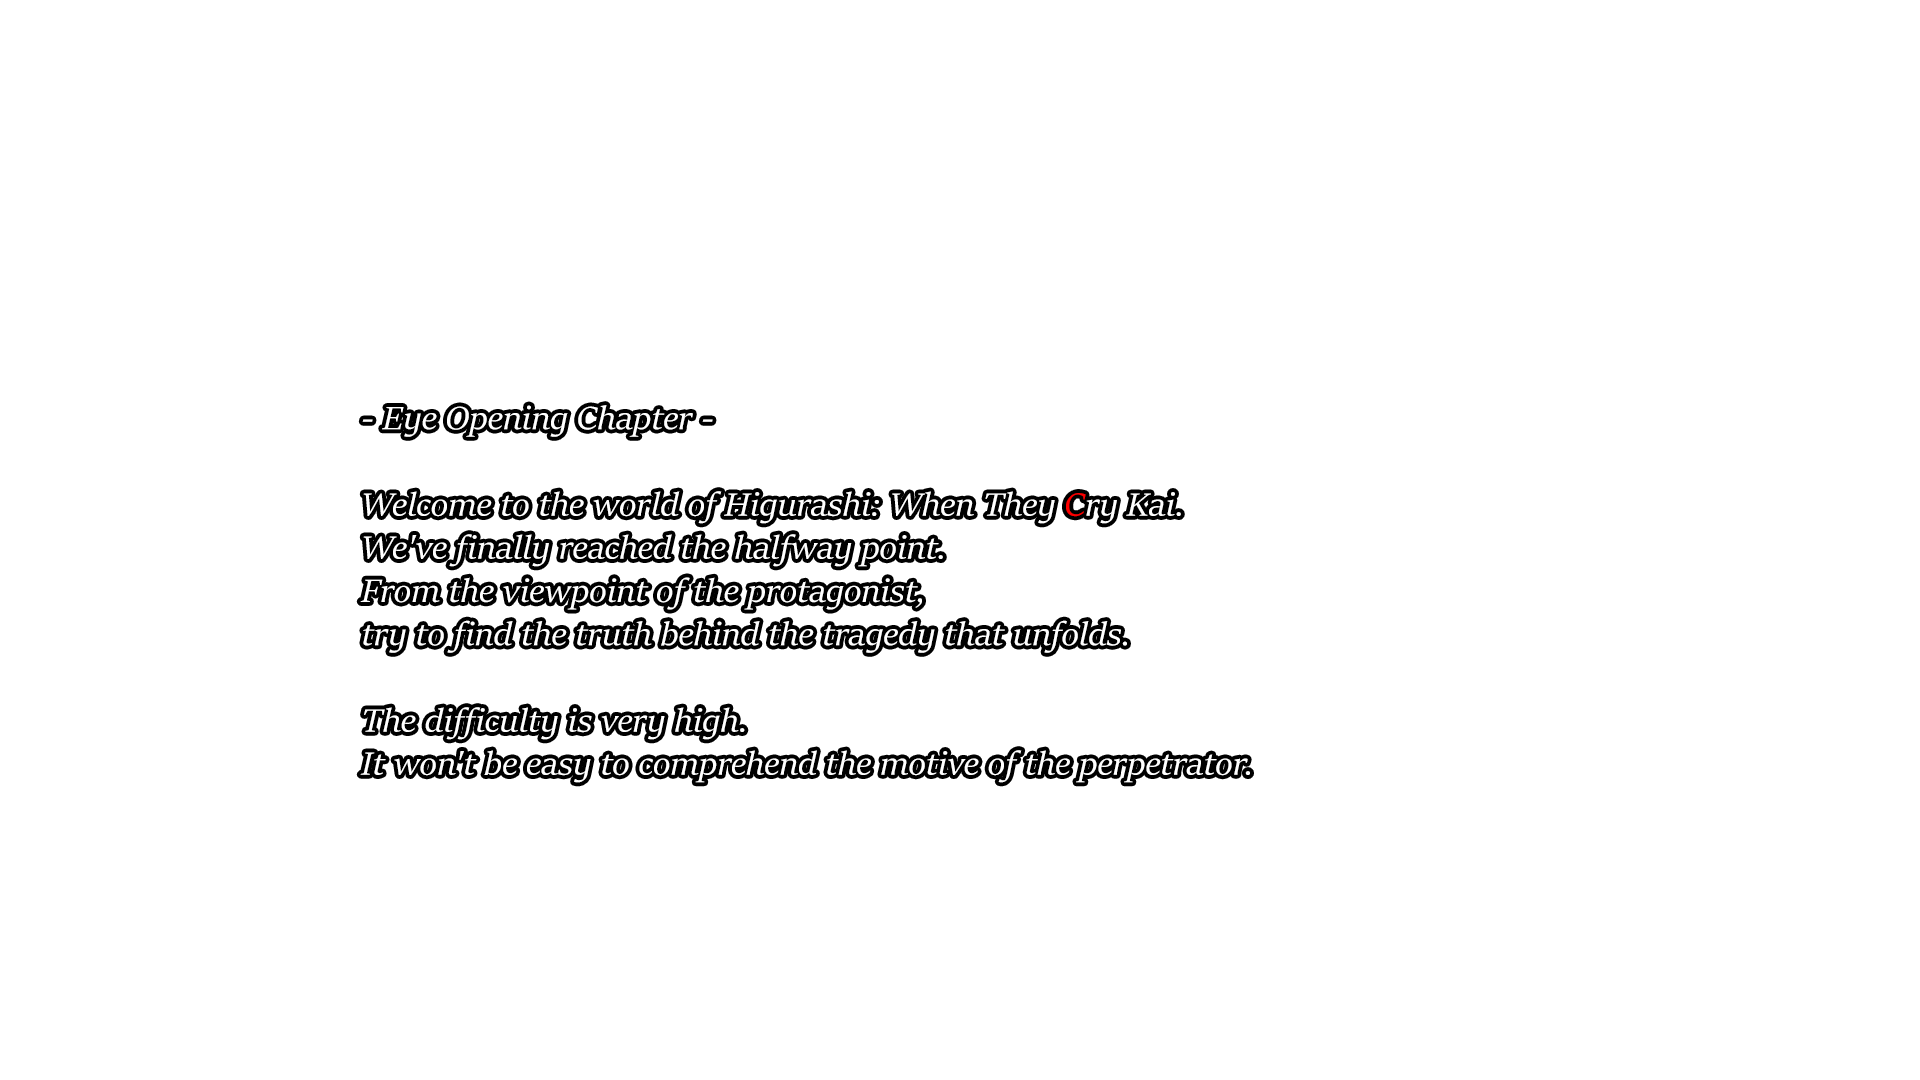 - Eye Opening Chapter -
Welcome to the world of Higurashi: When They Cry Kai.
We've finally reached the halfway point.
From the viewpoint of the protagonist,
try to find the truth behind the tragedy that unfolds.
The difficulty is very high.
It won't be easy to comprehend the motive of the perpetrator.